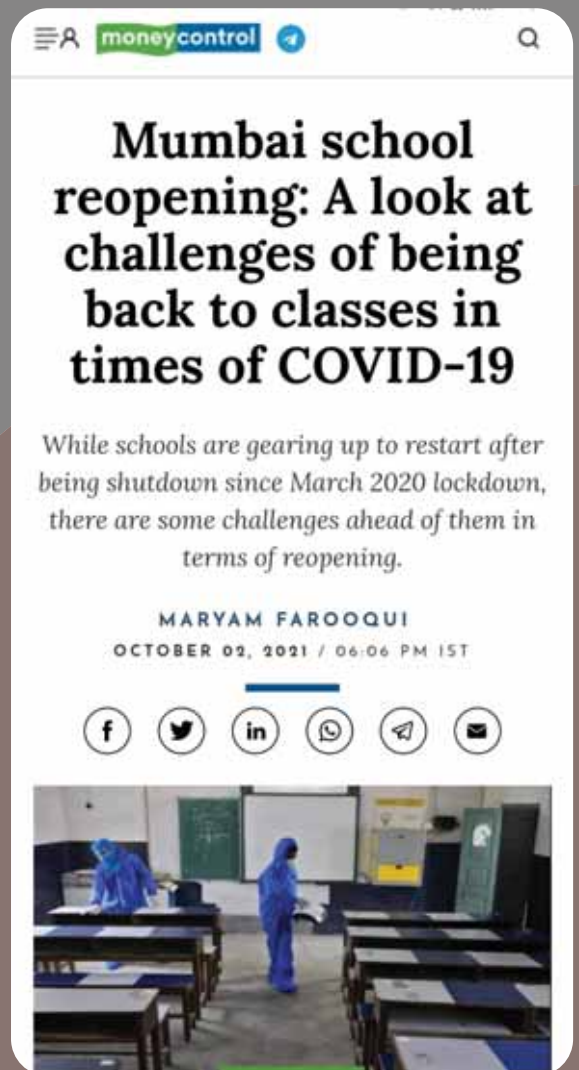 moneycontrol
Mumbai school
reopening: A look at
challenges of being
back to classes in
times of COVID-19
While schools are gearing up to restart after
being shutdown since March 2020 lockdown,
there are some challenges ahead of them in
terms of reopening.
MARYAM FAROOQUI
OCTOBER 02, 2021 / 06:06 PM IST